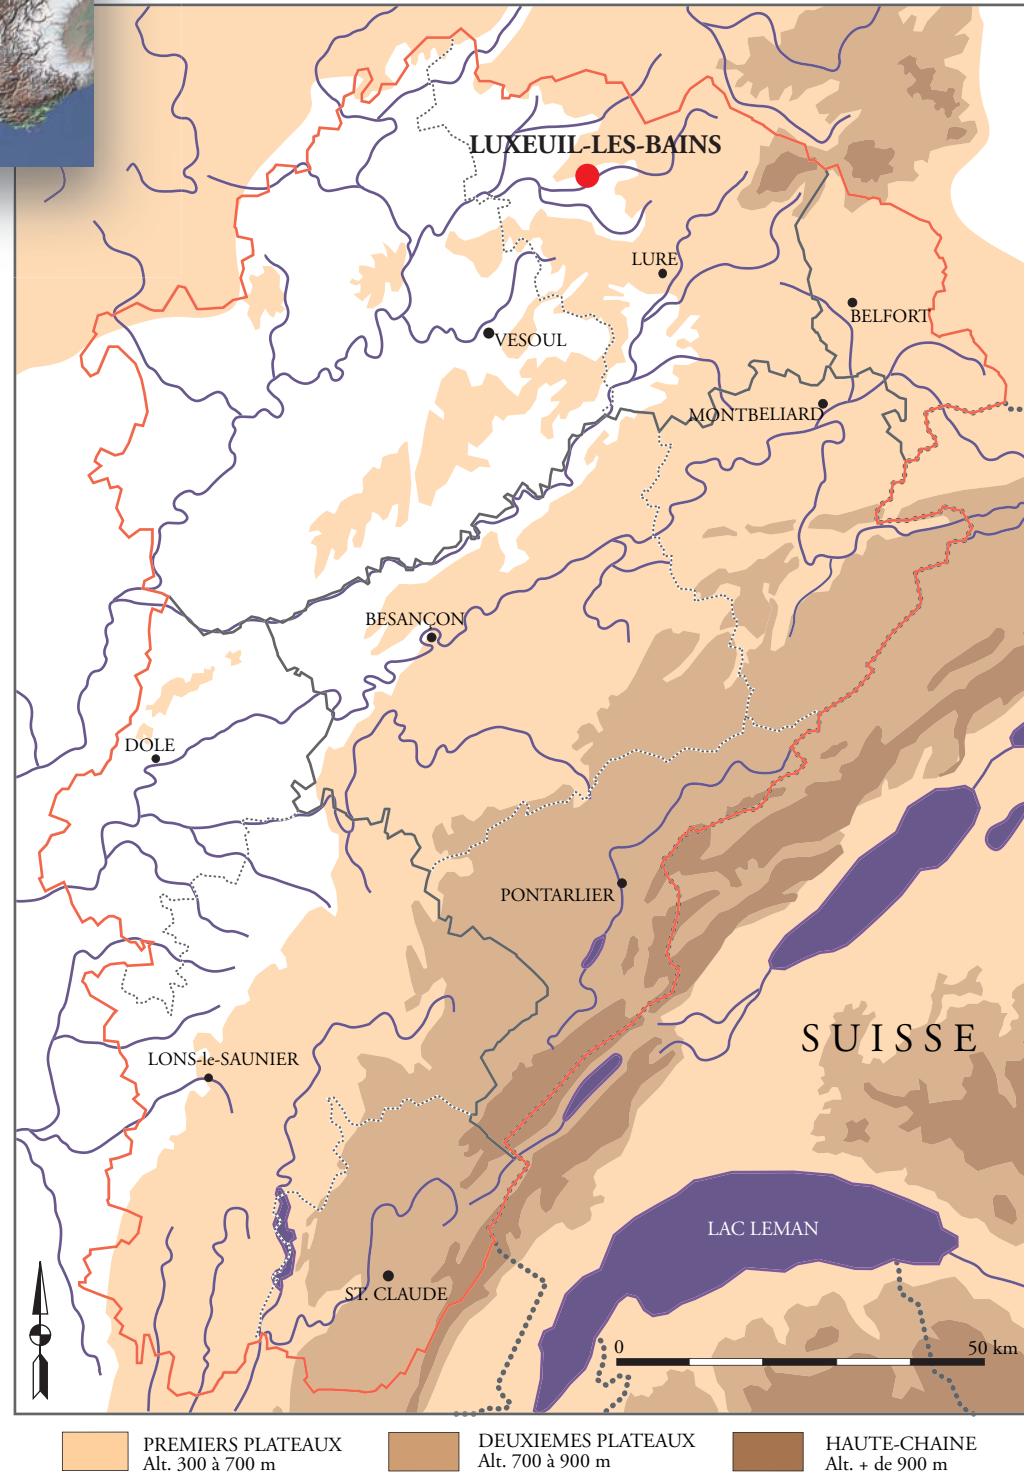 LUXEUIL-LES-BAINS
LURE
BELFORT
VESOUL
MONTBELIARD
BESANÇON
DOLE
PONTARLIER
SUISSE
LONS-le-SAUNIER
LAC LEMAN
ST. CLAUDE
0 50 km
PREMIERS PLATEAUX
Alt. 300 à 700 m
DEUXIEMES PLATEAUX
Alt. 700 à 900 m
HAUTE-CHAINE
Alt. + de 900 m